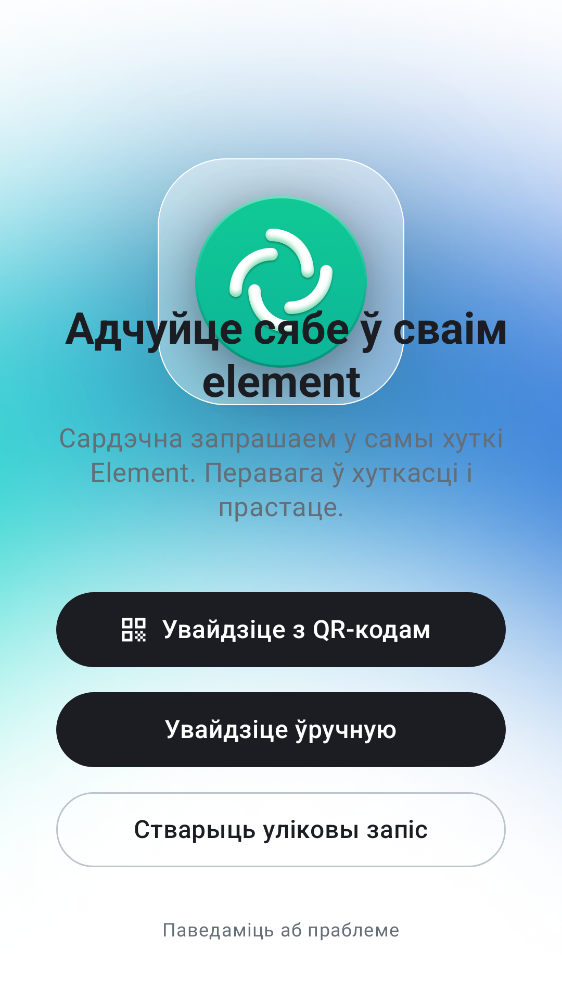 Адчуйце сябе ў сваім
element
Сардэчна запрашаем у самы хуткі
Element. Перавага ў хуткасці і
прастаце.
Увайдзіце з QR-кодам
Увайдзіце ўручную
Стварыць уліковы запіс
Паведаміць аб праблеме